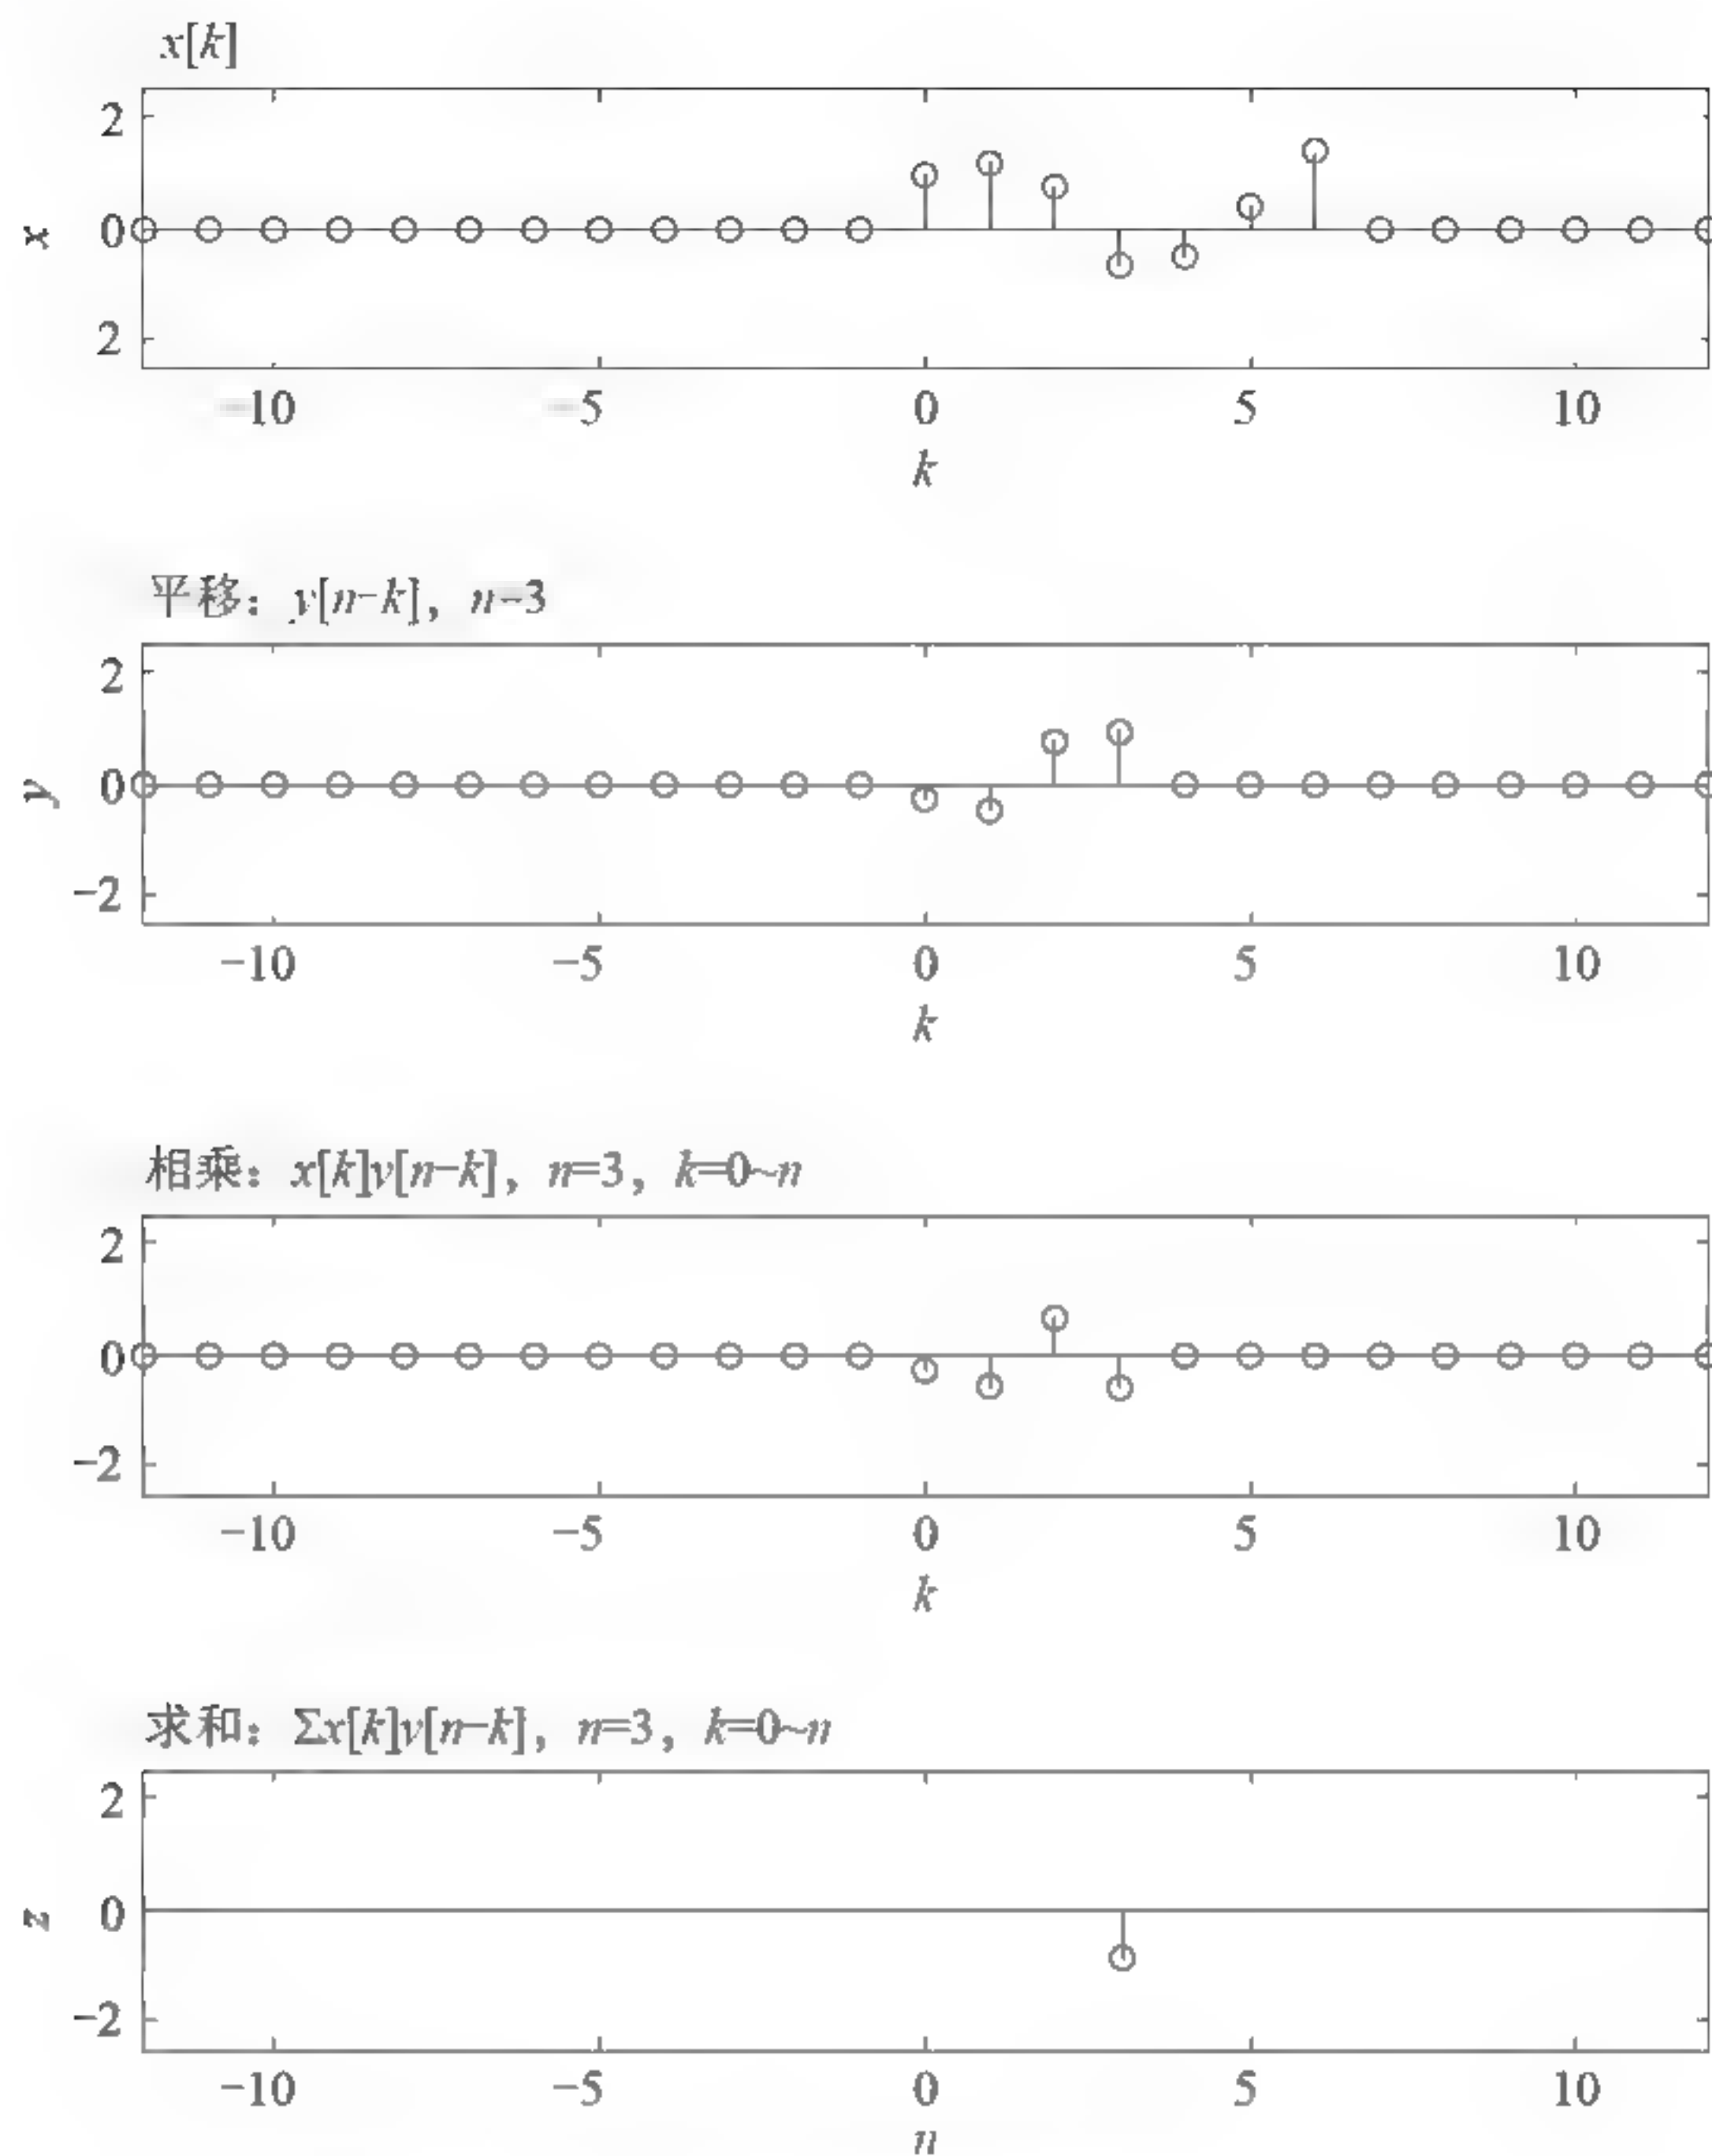 x[k]
2
x
0
2
-10 -5 0 5 10
k
平移: y[n-k], n-3
2
y
0
-2
-10 -5 0 5 10
k
相乘: x[k]y[n-k], n=3, k=0~n
2
0
-2
-10 -5 0 5 10
k
求和: Σx[k]y[n-k], n=3, k=0~n
2
z
0
-2
-10 -5 0 5 10
n